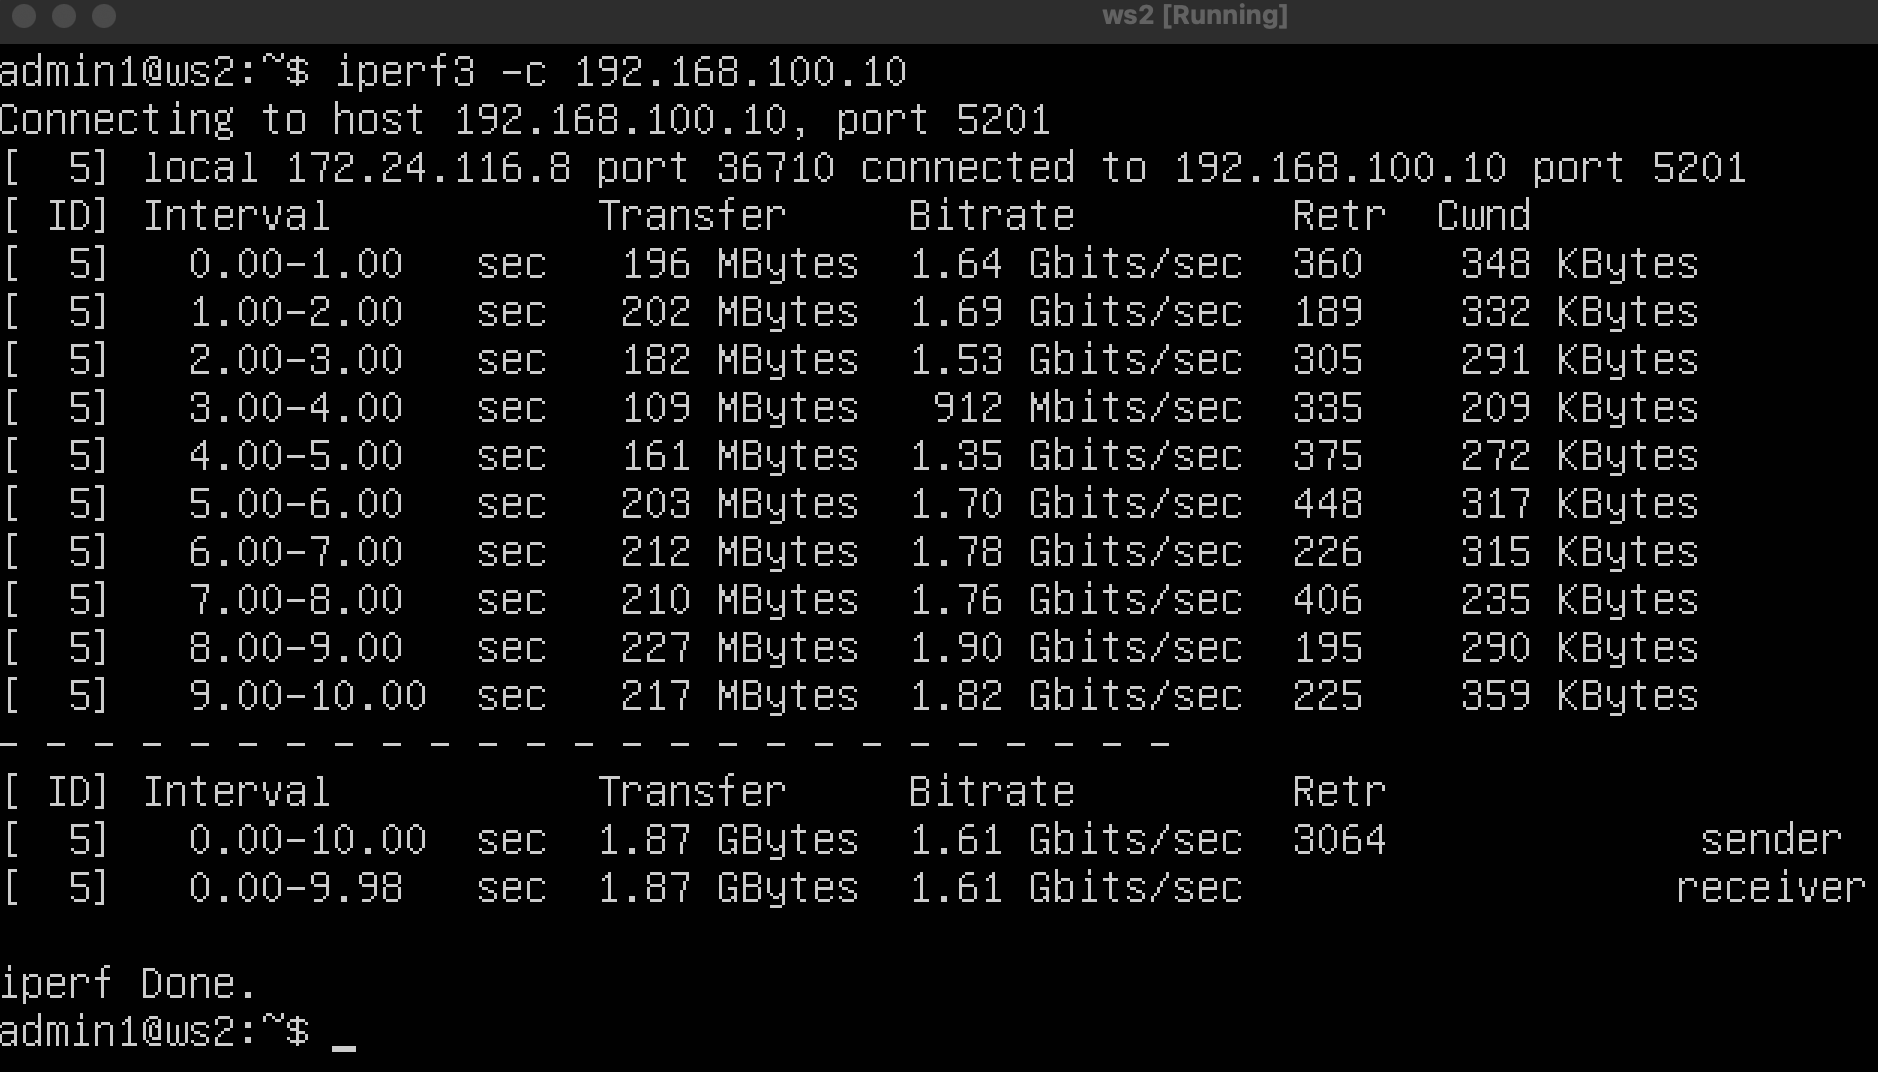 ws2 [Running]
admin1@ws2:~$ iperf3 -c 192.168.100.10
Connecting to host 192.168.100.10, port 5201
[  5] local 172.24.116.8 port 36710 connected to 192.168.100.10 port 5201
[ ID] Interval           Transfer     Bitrate         Retr  Cwnd
[  5]   0.00-1.00   sec   196 MBytes  1.64 Gbits/sec  360    348 KBytes
[  5]   1.00-2.00   sec   202 MBytes  1.69 Gbits/sec  189    332 KBytes
[  5]   2.00-3.00   sec   182 MBytes  1.53 Gbits/sec  305    291 KBytes
[  5]   3.00-4.00   sec   109 MBytes   912 Mbits/sec  335    209 KBytes
[  5]   4.00-5.00   sec   161 MBytes  1.35 Gbits/sec  375    272 KBytes
[  5]   5.00-6.00   sec   203 MBytes  1.70 Gbits/sec  448    317 KBytes
[  5]   6.00-7.00   sec   212 MBytes  1.78 Gbits/sec  226    315 KBytes
[  5]   7.00-8.00   sec   210 MBytes  1.76 Gbits/sec  406    235 KBytes
[  5]   8.00-9.00   sec   227 MBytes  1.90 Gbits/sec  195    290 KBytes
[  5]   9.00-10.00  sec   217 MBytes  1.82 Gbits/sec  225    359 KBytes
- - - - - - - - - - - - - - - - - - - - - - - - -
[ ID] Interval           Transfer     Bitrate         Retr
[  5]   0.00-10.00  sec  1.87 GBytes  1.61 Gbits/sec  3064             sender
[  5]   0.00-9.98   sec  1.87 GBytes  1.61 Gbits/sec                  receiver
iperf Done.
admin1@ws2:~$ _